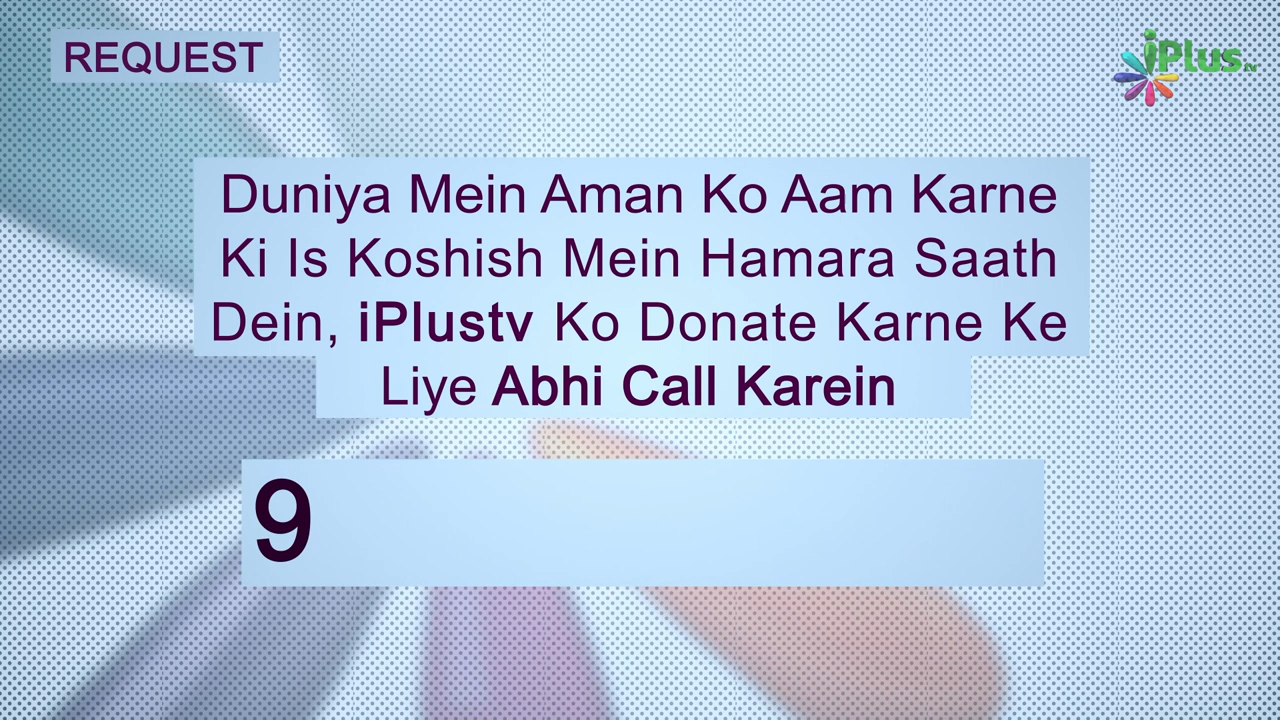 REQUEST
iPlus tv
Duniya Mein Aman Ko Aam Karne
Ki Is Koshish Mein Hamara Saath
Dein, iPlustv Ko Donate Karne Ke
Liye Abhi Call Karein
9